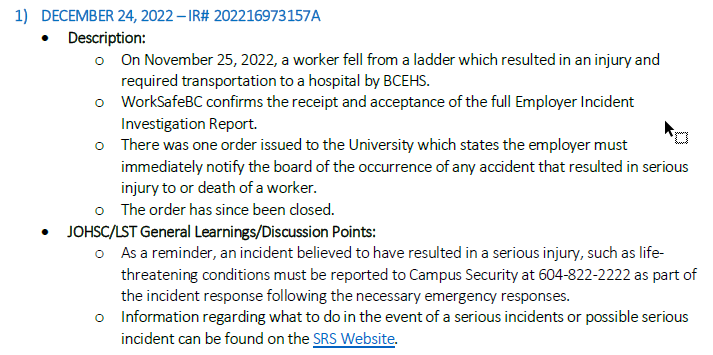 1) DECEMBER 24, 2022 – IR# 202216973157A
• Description:
o On November 25, 2022, a worker fell from a ladder which resulted in an injury and
required transportation to a hospital by BCEHS.
o WorkSafeBC confirms the receipt and acceptance of the full Employer Incident
Investigation Report.
o There was one order issued to the University which states the employer must
immediately notify the board of the occurrence of any accident that resulted in serious
injury to or death of a worker.
o The order has since been closed.
• JOHSC/LST General Learnings/Discussion Points:
o As a reminder, an incident believed to have resulted in a serious injury, such as life-
threatening conditions must be reported to Campus Security at 604-822-2222 as part of
the incident response following the necessary emergency responses.
o Information regarding what to do in the event of a serious incidents or possible serious
incident can be found on the SRS Website.